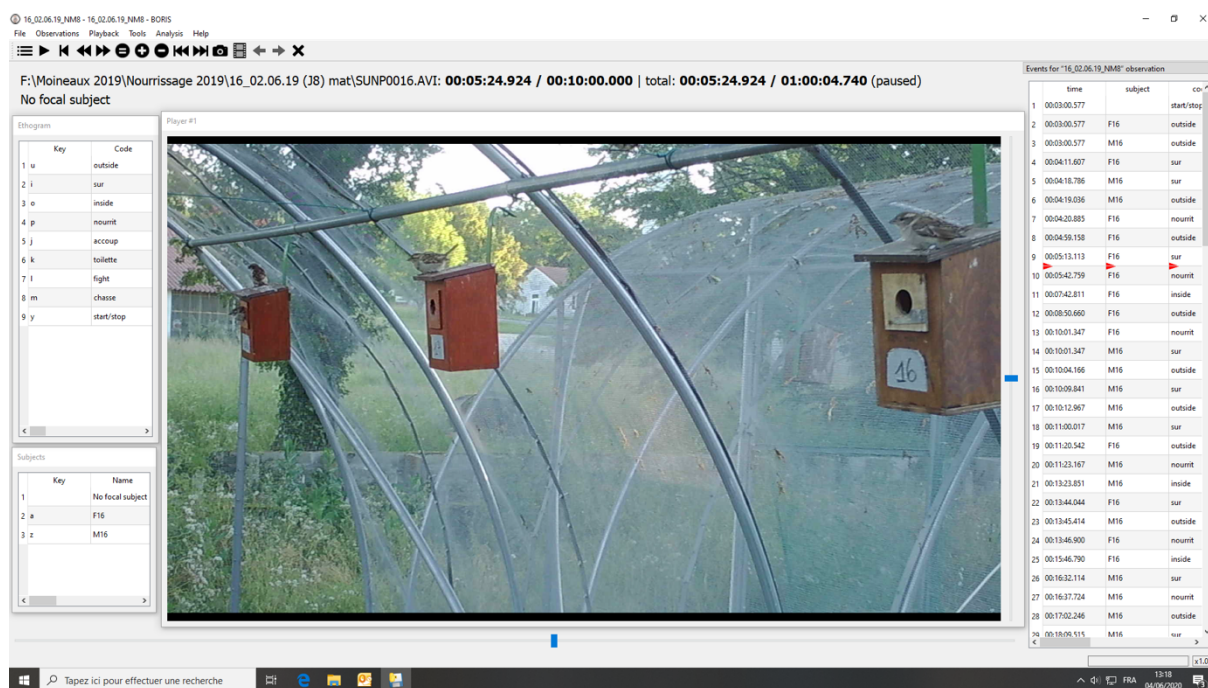 16_02.06.19_NM8 - 16_02.06.19_NM8 - BORIS
File Observations Playback Tools Analysis Help
F:\Moineaux 2019\Nourrissage 2019\16_02.06.19 (J8) mat\SUNP0016.AVI: 00:05:24.924 / 00:10:00.000 | total: 00:05:24.924 / 01:00:04.740 (paused)
No focal subject
Ethogram
Key Code
1 u outside
2 i sur
3 o inside
4 p nourrit
5 j accoup
6 k toilette
7 l fight
8 m chasse
9 y start/stop
Subjects
Key Name
1 No focal subject
2 a F16
3 z M16
Player #1
16
Events for "16_02.06.19_NM8" observation
time subject co
1 00:03:00.577 start/stop
2 00:03:00.577 F16 outside
3 00:03:00.577 M16 outside
4 00:04:11.607 F16 sur
5 00:04:18.786 M16 sur
6 00:04:19.036 M16 outside
7 00:04:20.885 F16 nourrit
8 00:04:59.158 F16 outside
9 00:05:13.113 F16 sur
10 00:05:42.759 F16 nourrit
11 00:07:42.811 F16 inside
12 00:08:50.660 F16 outside
13 00:10:01.347 F16 nourrit
14 00:10:01.347 M16 sur
15 00:10:04.166 M16 outside
16 00:10:09.841 M16 sur
17 00:10:12.967 M16 outside
18 00:11:00.017 M16 sur
19 00:11:20.542 F16 outside
20 00:11:23.167 M16 nourrit
21 00:13:23.851 M16 inside
22 00:13:44.044 F16 sur
23 00:13:45.414 M16 outside
24 00:13:46.900 F16 nourrit
25 00:15:46.790 F16 inside
26 00:16:32.114 M16 sur
27 00:16:37.724 M16 nourrit
28 00:17:02.246 M16 outside
29 00:18:09.515 M16 sur
x1.0
Tapez ici pour effectuer une recherche
FRA
13:18
04/06/2020